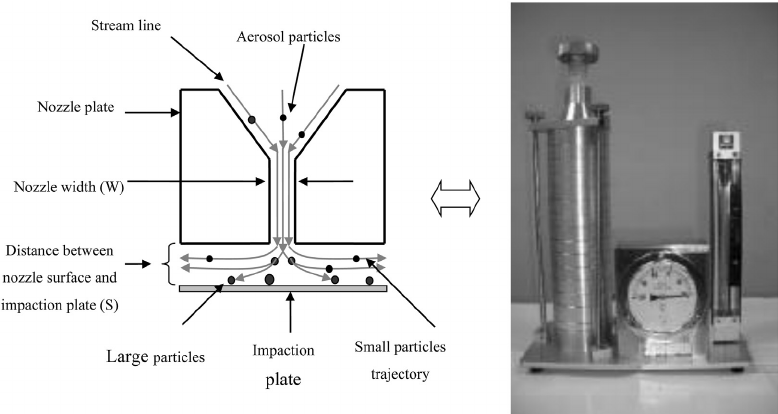 Stream line
Aerosol particles
Nozzle plate
Nozzle width (W)
Distance between
nozzle surface and
impaction plate (S)
Large particles
Impaction
plate
Small particles
trajectory